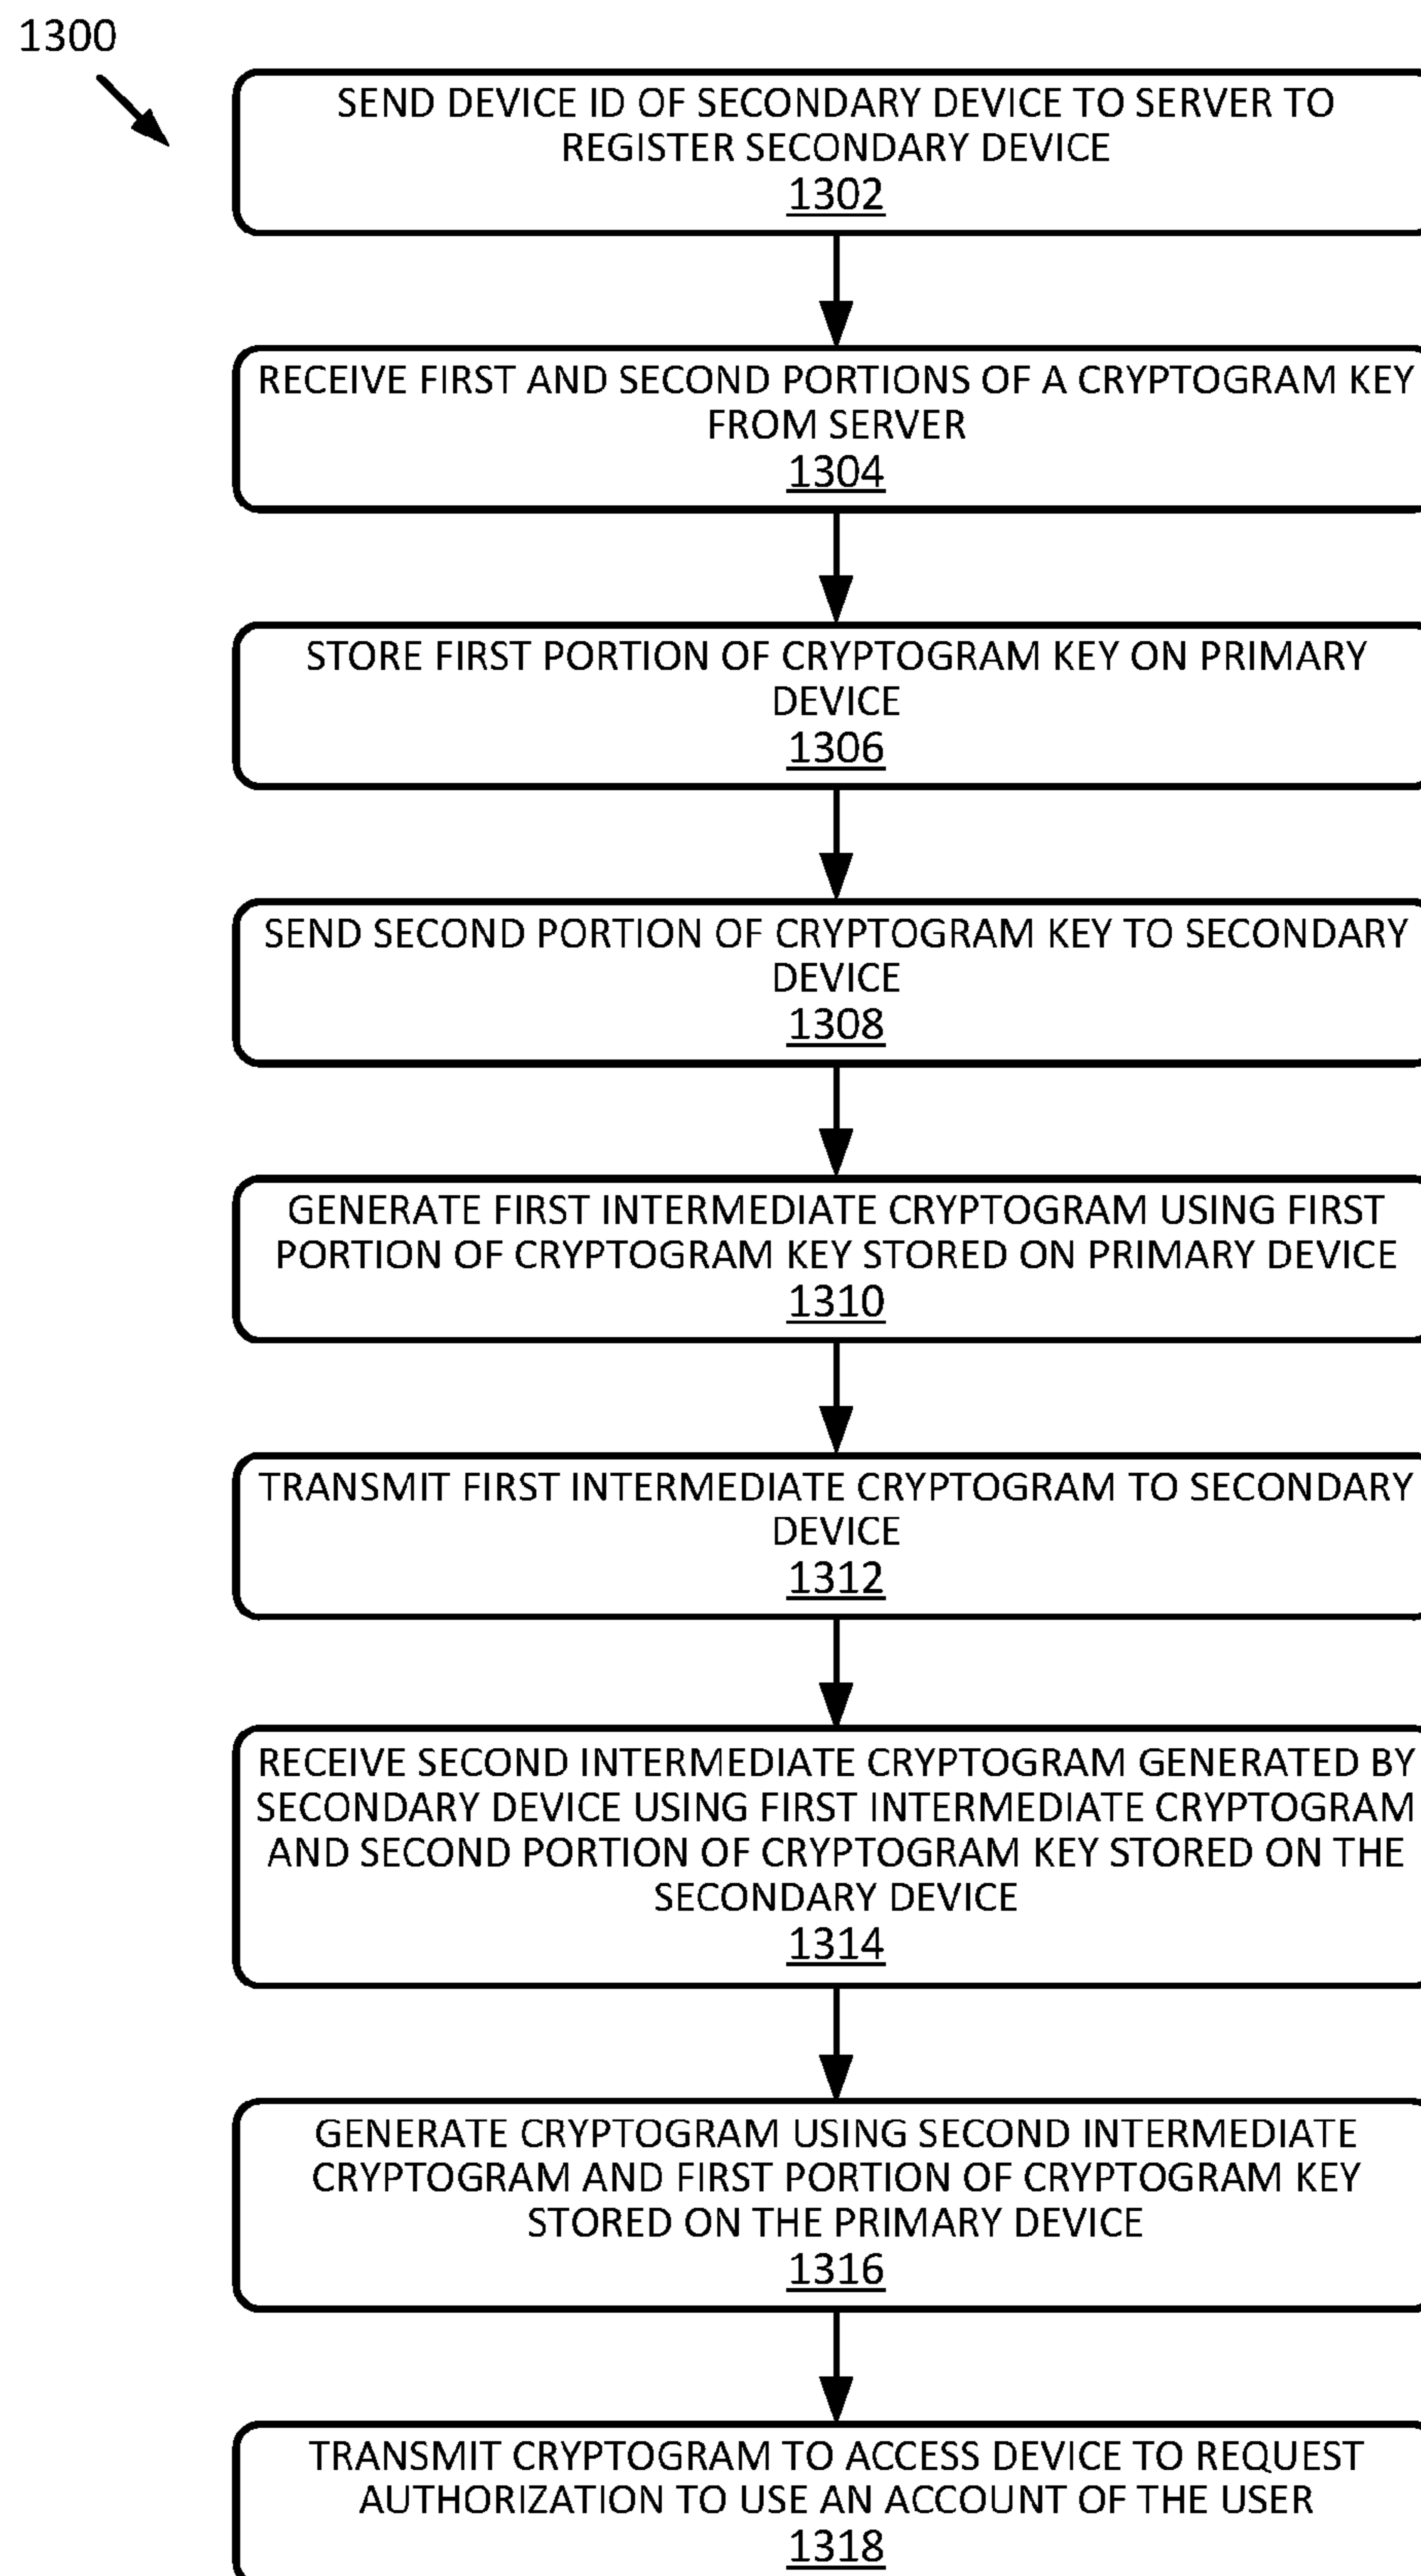 1300
SEND DEVICE ID OF SECONDARY DEVICE TO SERVER TO
REGISTER SECONDARY DEVICE
1302
RECEIVE FIRST AND SECOND PORTIONS OF A CRYPTOGRAM KEY
FROM SERVER
1304
STORE FIRST PORTION OF CRYPTOGRAM KEY ON PRIMARY
DEVICE
1306
SEND SECOND PORTION OF CRYPTOGRAM KEY TO SECONDARY
DEVICE
1308
GENERATE FIRST INTERMEDIATE CRYPTOGRAM USING FIRST
PORTION OF CRYPTOGRAM KEY STORED ON PRIMARY DEVICE
1310
TRANSMIT FIRST INTERMEDIATE CRYPTOGRAM TO SECONDARY
DEVICE
1312
RECEIVE SECOND INTERMEDIATE CRYPTOGRAM GENERATED BY
SECONDARY DEVICE USING FIRST INTERMEDIATE CRYPTOGRAM
AND SECOND PORTION OF CRYPTOGRAM KEY STORED ON THE
SECONDARY DEVICE
1314
GENERATE CRYPTOGRAM USING SECOND INTERMEDIATE
CRYPTOGRAM AND FIRST PORTION OF CRYPTOGRAM KEY
STORED ON THE PRIMARY DEVICE
1316
TRANSMIT CRYPTOGRAM TO ACCESS DEVICE TO REQUEST
AUTHORIZATION TO USE AN ACCOUNT OF THE USER
1318